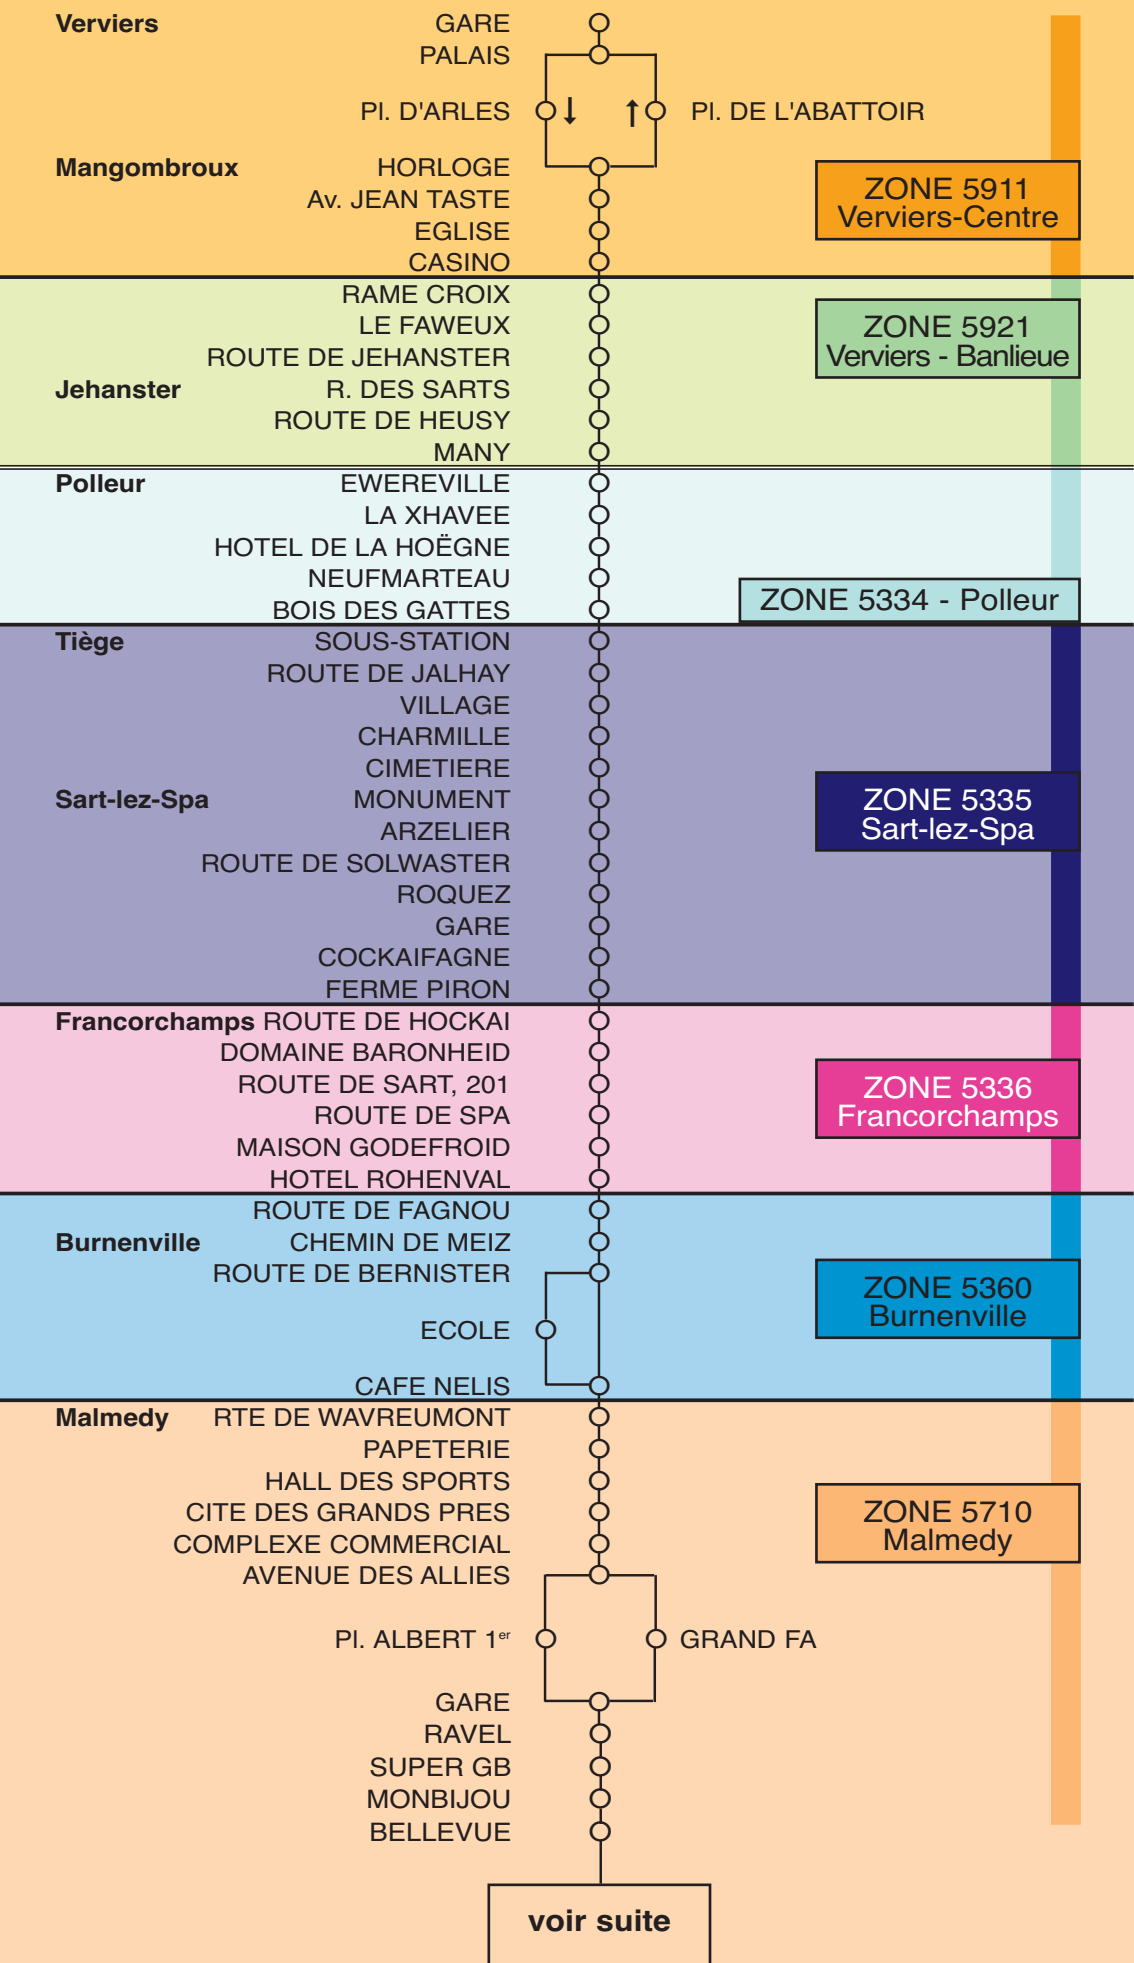 Verviers GARE
PALAIS
Pl. D'ARLES Pl. DE L'ABATTOIR
Mangombroux HORLOGE
Av. JEAN TASTE
EGLISE
CASINO
ZONE 5911
Verviers-Centre
RAME CROIX
LE FAWEUX
ROUTE DE JEHANSTER
Jehanster R. DES SARTS
ROUTE DE HEUSY
MANY
ZONE 5921
Verviers - Banlieue
Polleur EWEREVILLE
LA XHAVEE
HOTEL DE LA HOËGNE
NEUFMARTEAU
BOIS DES GATTES
ZONE 5334 - Polleur
Tiège SOUS-STATION
ROUTE DE JALHAY
VILLAGE
CHARMILLE
CIMETIERE
Sart-lez-Spa MONUMENT
ARZELIER
ROUTE DE SOLWASTER
ROQUEZ
GARE
COCKAIFAGNE
FERME PIRON
ZONE 5335
Sart-lez-Spa
Francorchamps ROUTE DE HOCKAI
DOMAINE BARONHEID
ROUTE DE SART, 201
ROUTE DE SPA
MAISON GODEFROID
HOTEL ROHENVAL
ZONE 5336
Francorchamps
ROUTE DE FAGNOU
Burnenville CHEMIN DE MEIZ
ROUTE DE BERNISTER
ECOLE
CAFE NELIS
ZONE 5360
Burnenville
Malmedy RTE DE WAVREUMONT
PAPETERIE
HALL DES SPORTS
CITE DES GRANDS PRES
COMPLEXE COMMERCIAL
AVENUE DES ALLIES
ZONE 5710
Malmedy
Pl. ALBERT 1er GRAND FA
GARE
RAVEL
SUPER GB
MONBIJOU
BELLEVUE
voir suite